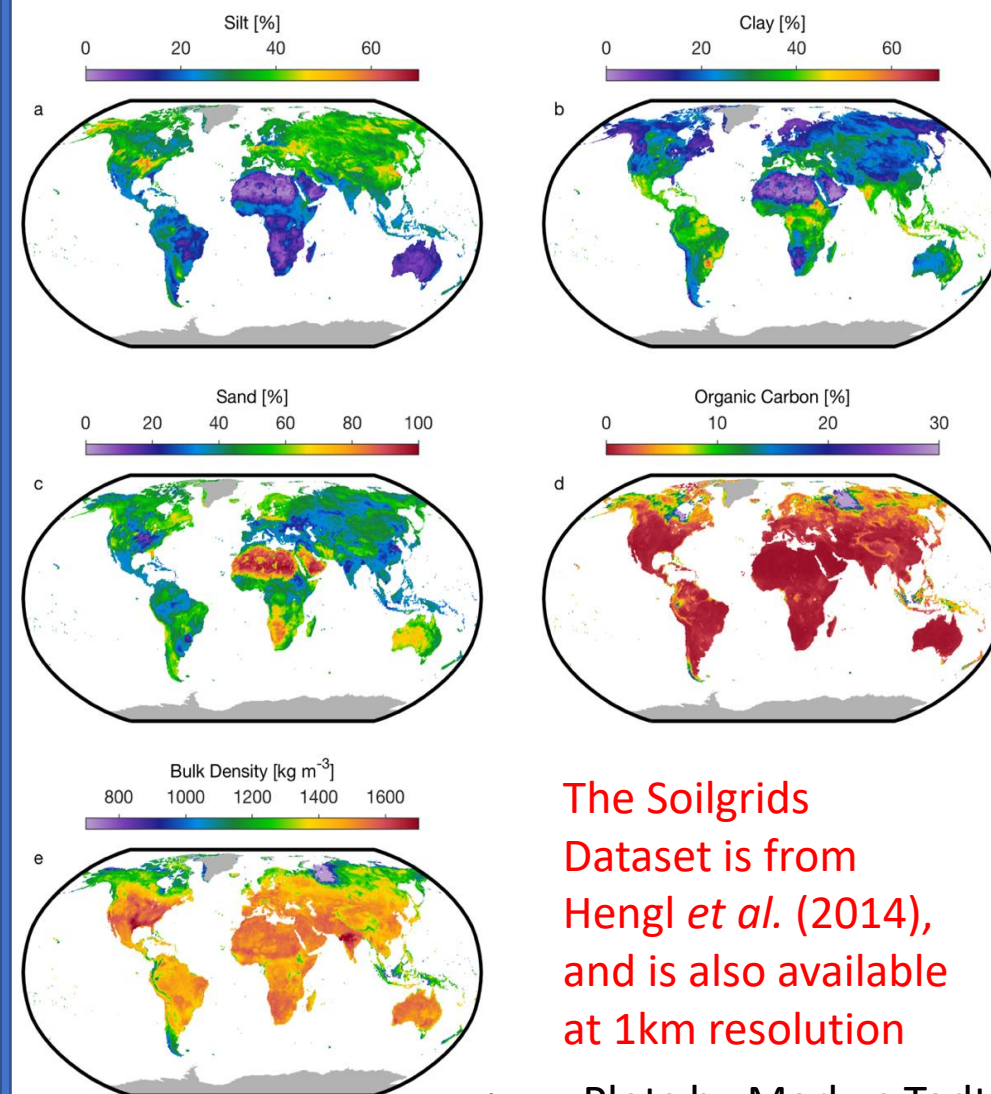 Silt [%]
0 20 40 60
a
Clay [%]
0 20 40 60
b
Sand [%]
0 20 40 60 80 100
c
Organic Carbon [%]
0 10 20 30
d
Bulk Density [kg m-3]
800 1000 1200 1400 1600
e
The Soilgrids
Dataset is from
Hengl et al. (2014),
and is also available
at 1km resolution